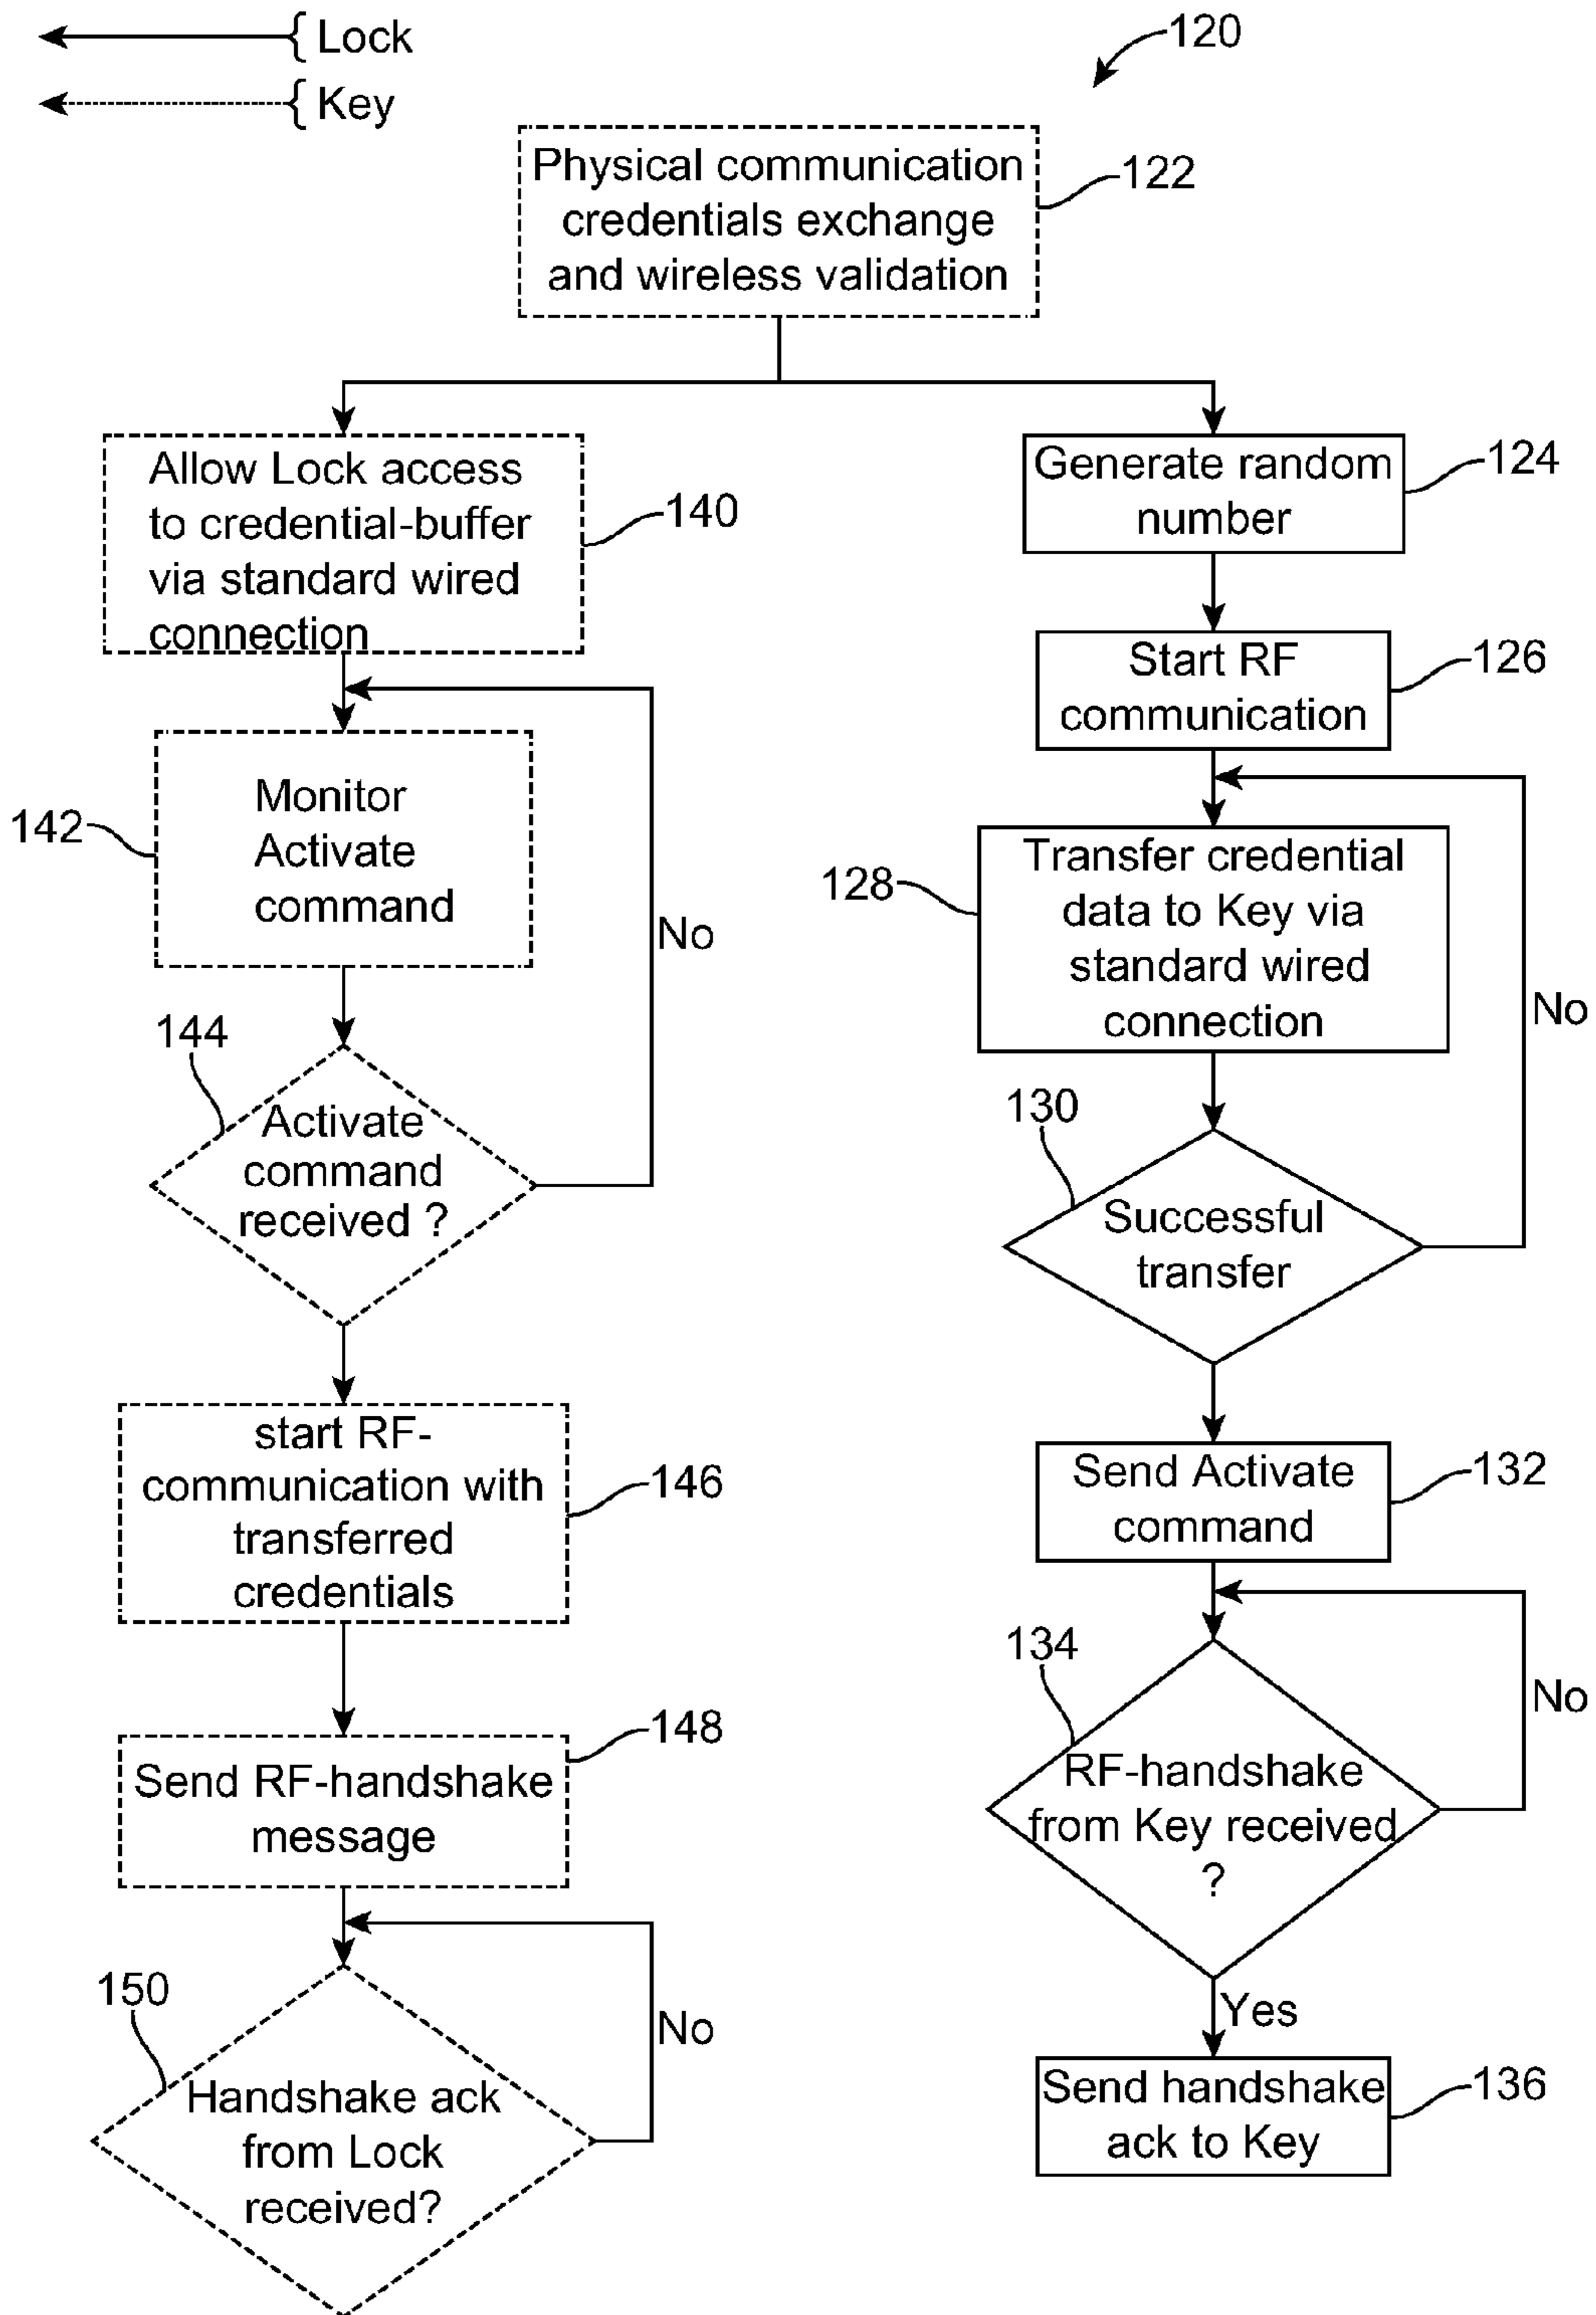 Lock
Key
120
Physical communication
credentials exchange
and wireless validation
122
Allow Lock access
to credential-buffer
via standard wired
connection
140
Monitor
Activate
command
142
No
144
Activate
command
received ?
start RF-
communication with
transferred
credentials
146
Send RF-handshake
message
148
150
Handshake ack
from Lock
received?
No
Generate random
number
124
Start RF
communication
126
Transfer credential
data to Key via
standard wired
connection
128
No
130
Successful
transfer
Send Activate
command
132
134
RF-handshake
from Key received
?
No
Yes
Send handshake
ack to Key
136